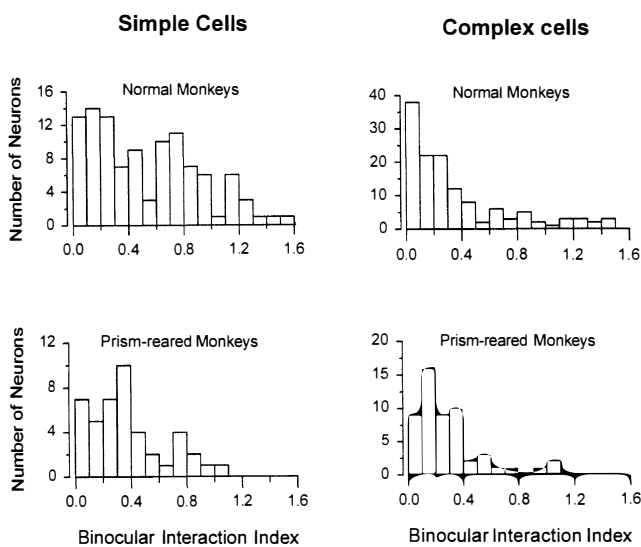 Simple Cells
Complex cells
Number of Neurons
Normal Monkeys
16
12
8
4
0
0.0 0.4 0.8 1.2 1.6
Normal Monkeys
40
30
20
10
0
0.0 0.4 0.8 1.2 1.6
Number of Neurons
Prism-reared Monkeys
12
8
4
0
0.0 0.4 0.8 1.2 1.6
Binocular Interaction Index
Prism-reared Monkeys
20
15
10
5
0
0.0 0.4 0.8 1.2 1.6
Binocular Interaction Index